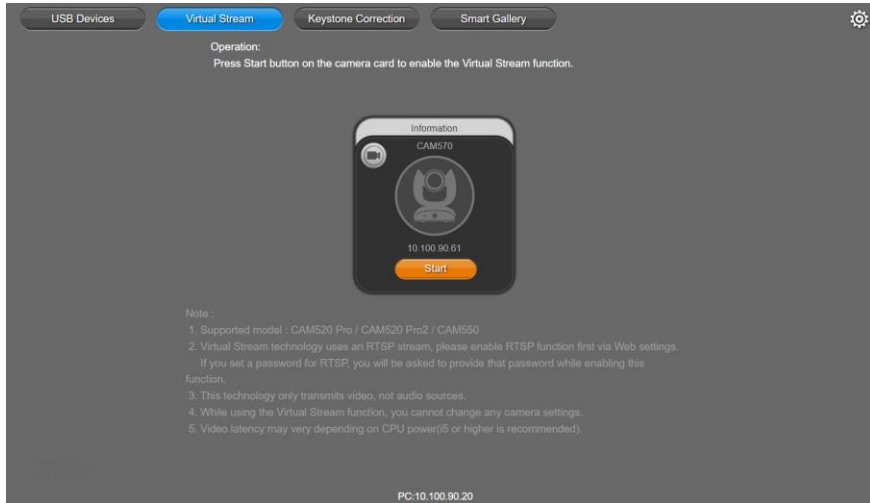 USB Devices
Virtual Stream
Keystone Correction
Smart Gallery
Operation:
Press Start button on the camera card to enable the Virtual Stream function.
Information
CAM570
10.100.90.61
Start
Note :
1. Supported model : CAM520 Pro / CAM520 Pro2 / CAM550
2. Virtual Stream technology uses an RTSP stream, please enable RTSP function first via Web settings.
If you set a password for RTSP, you will be asked to provide that password while enabling this
function.
3. This technology only transmits video, not audio sources.
4. While using the Virtual Stream function, you cannot change any camera settings.
5. Video latency may very depending on CPU power(i5 or higher is recommended).
PC:10.100.90.20